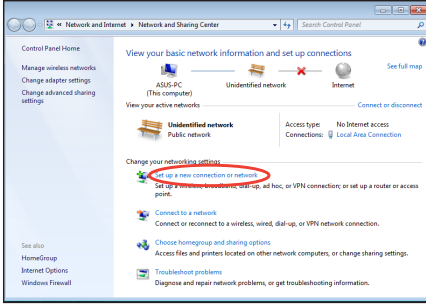 « Network and Internet ▸ Network and Sharing Center
Search Control Panel
Control Panel Home
Manage wireless networks
Change adapter settings
Change advanced sharing
settings
View your basic network information and set up connections
See full map
ASUS-PC
(This computer)
Unidentified network
Internet
View your active networks
Connect or disconnect
Unidentified network
Public network
Access type: No Internet access
Connections: Local Area Connection
Change your networking settings
Set up a new connection or network
Set up a wireless, broadband, dial-up, ad hoc, or VPN connection; or set up a router or access
point.
Connect to a network
Connect or reconnect to a wireless, wired, dial-up, or VPN network connection.
Choose homegroup and sharing options
Access files and printers located on other network computers, or change sharing settings.
Troubleshoot problems
Diagnose and repair network problems, or get troubleshooting information.
See also
HomeGroup
Internet Options
Windows Firewall